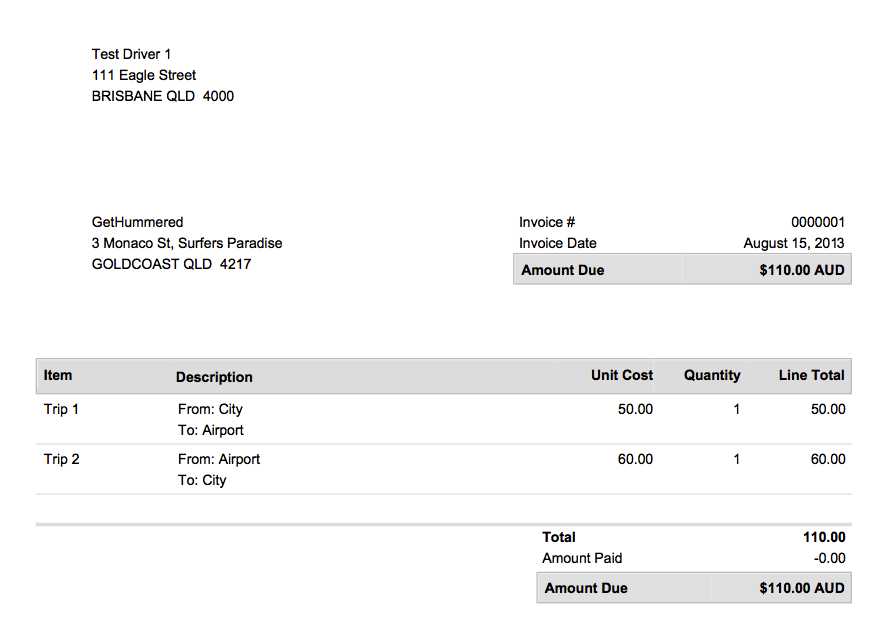 Test Driver 1
111 Eagle Street
BRISBANE QLD  4000
GetHummered
3 Monaco St, Surfers Paradise
GOLDCOAST QLD  4217
Invoice # 0000001
Invoice Date August 15, 2013
Amount Due $110.00 AUD
Item Description Unit Cost Quantity Line Total
Trip 1 From: City 50.00 1 50.00
To: Airport
Trip 2 From: Airport 60.00 1 60.00
To: City
Total 110.00
Amount Paid -0.00
Amount Due $110.00 AUD